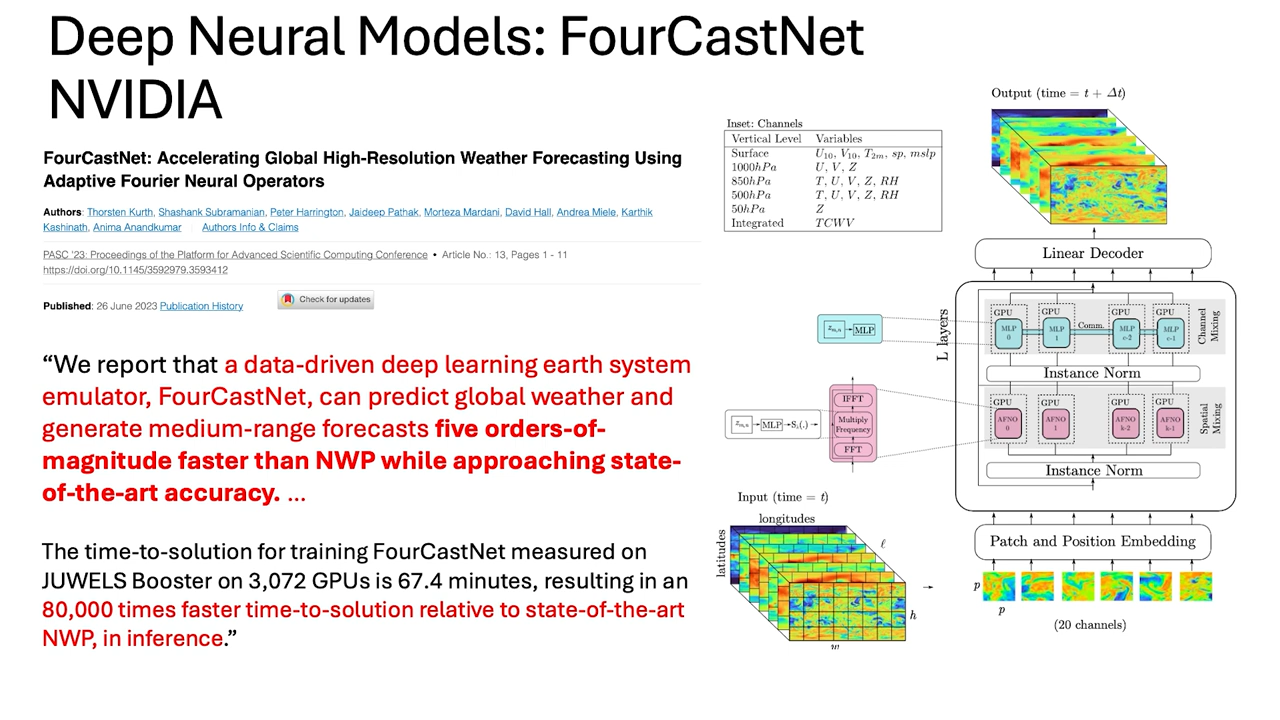 Deep Neural Models: FourCastNet
NVIDIA
FourCastNet: Accelerating Global High-Resolution Weather Forecasting Using
Adaptive Fourier Neural Operators
Authors: Thorsten Kurth, Shashank Subramanian, Peter Harrington, Jaideep Pathak, Morteza Mardani, David Hall, Andrea Miele, Karthik
Kashinath, Anima Anandkumar Authors Info & Claims
PASC '23: Proceedings of the Platform for Advanced Scientific Computing Conference • Article No.: 13, Pages 1 - 11
https://doi.org/10.1145/3592979.3593412
Published: 26 June 2023 Publication History
Check for updates
“We report that a data-driven deep learning earth system
emulator, FourCastNet, can predict global weather and
generate medium-range forecasts five orders-of-
magnitude faster than NWP while approaching state-
of-the-art accuracy. ...
The time-to-solution for training FourCastNet measured on
JUWELS Booster on 3,072 GPUs is 67.4 minutes, resulting in an
80,000 times faster time-to-solution relative to state-of-the-art
NWP, in inference.”
Inset: Channels
Vertical Level Variables
Surface U10, V10, T2m, sp, mslp
1000hPa U, V, Z
850hPa T, U, V, Z, RH
500hPa T, U, V, Z, RH
50hPa Z
Integrated TCWV
Output (time = t + Δt)
Linear Decoder
L layers
GPU GPU GPU GPU
MLP 0 MLP 1 Comm. MLP c-2 MLP c-1
Channel Mixing
Instance Norm
GPU GPU GPU GPU
AFNO 0 AFNO 1 AFNO k-2 AFNO k-1
Spatial Mixing
Instance Norm
MLP
IFFT
Multiply
Frequency
FFT
MLP
Patch and Position Embedding
p
p
(20 channels)
Input (time = t)
longitudes
latitudes
ℓ
h
w